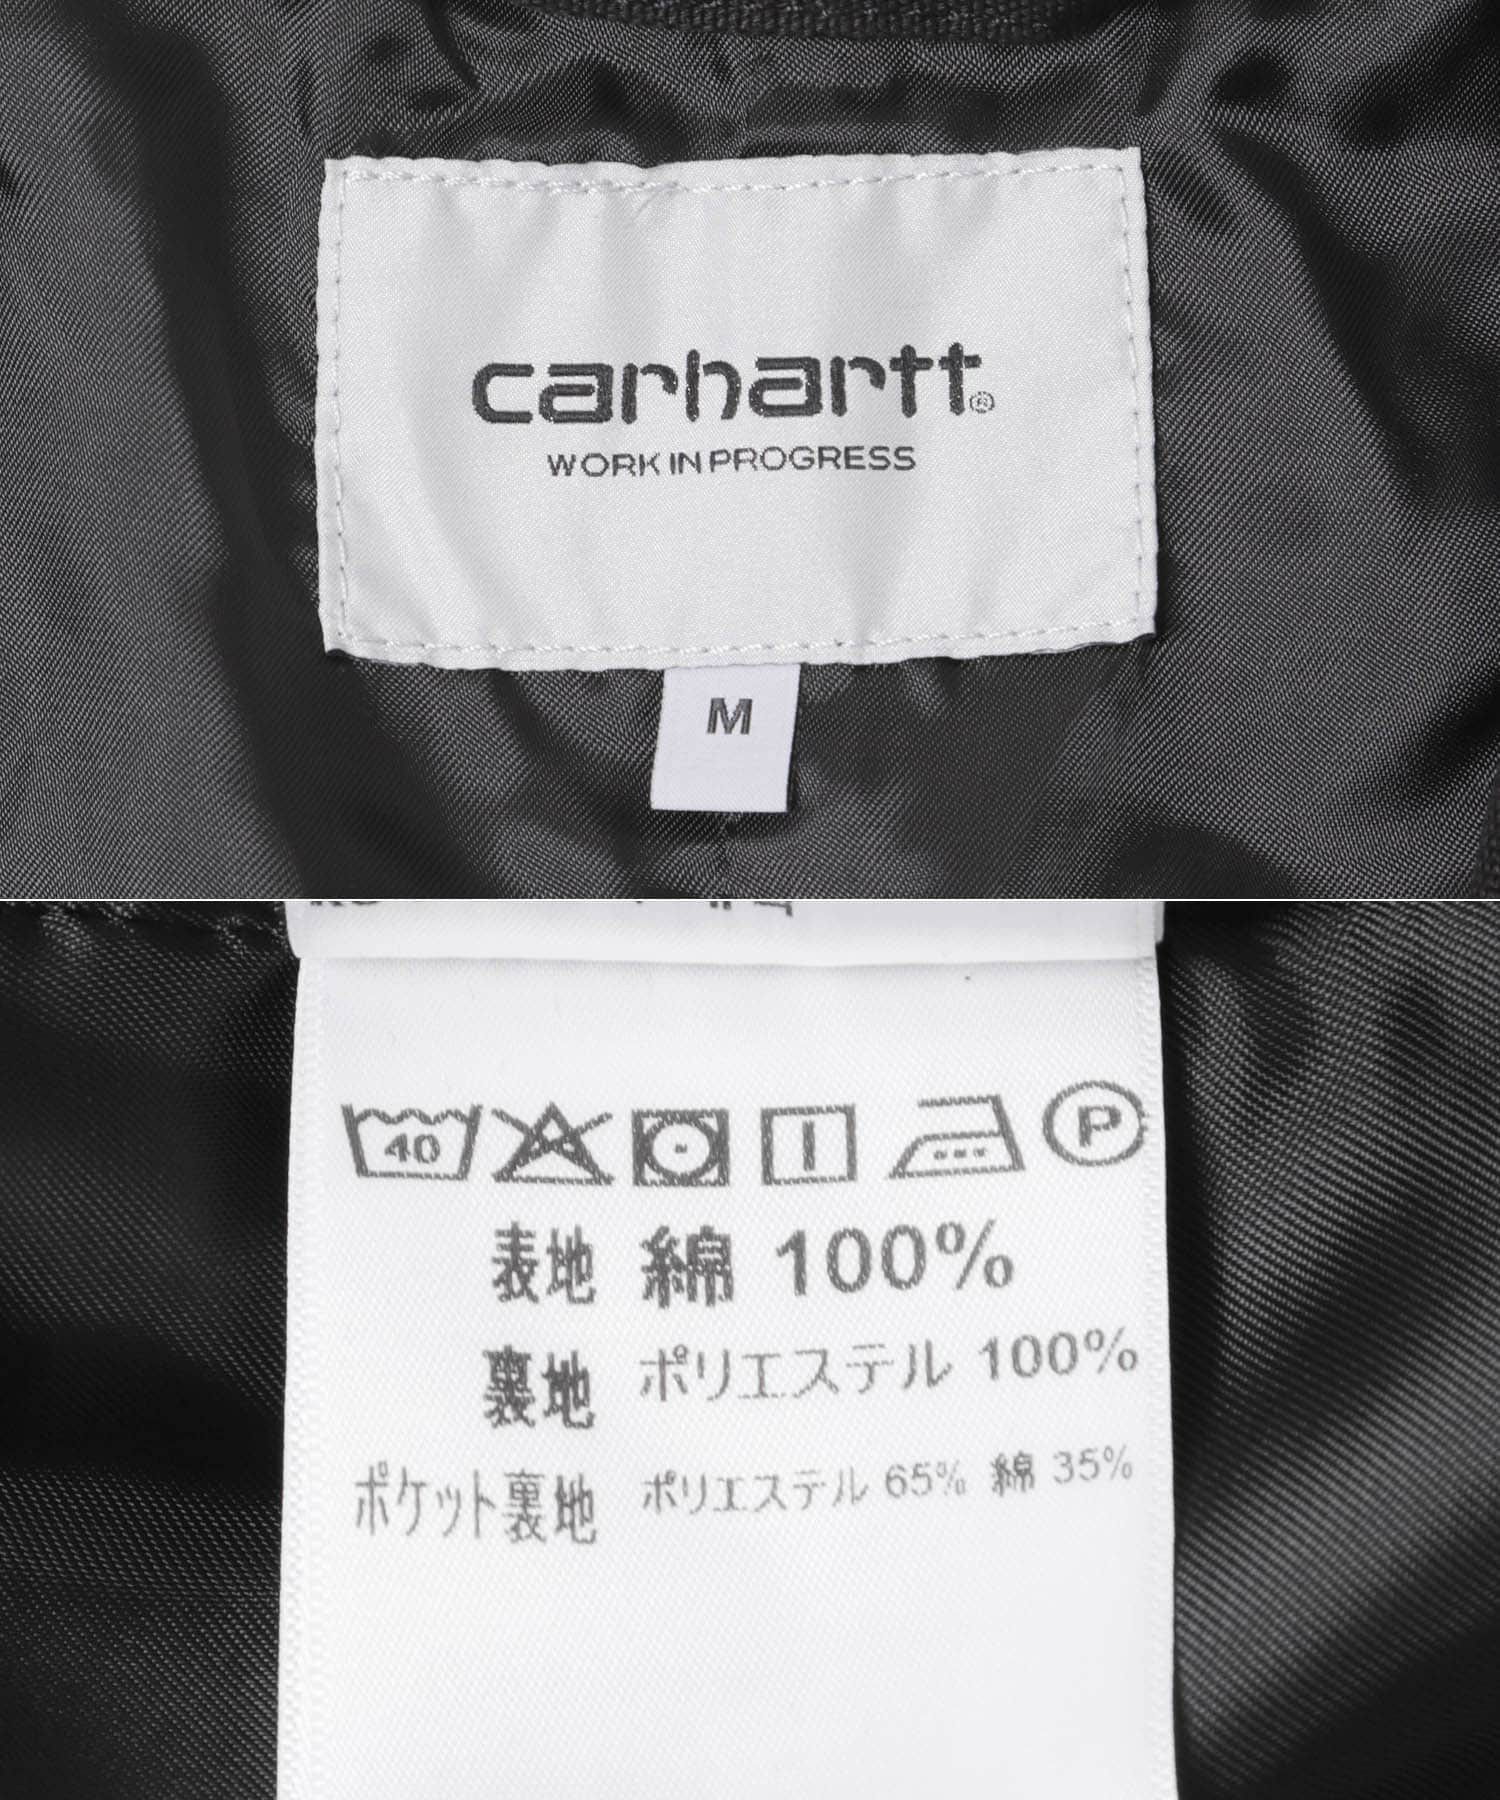 carhartt®
WORK IN PROGRESS
M
40 P
表地 綿 100%
裏地 ポリエステル 100%
ポケット裏地 ポリエステル 65% 綿 35%